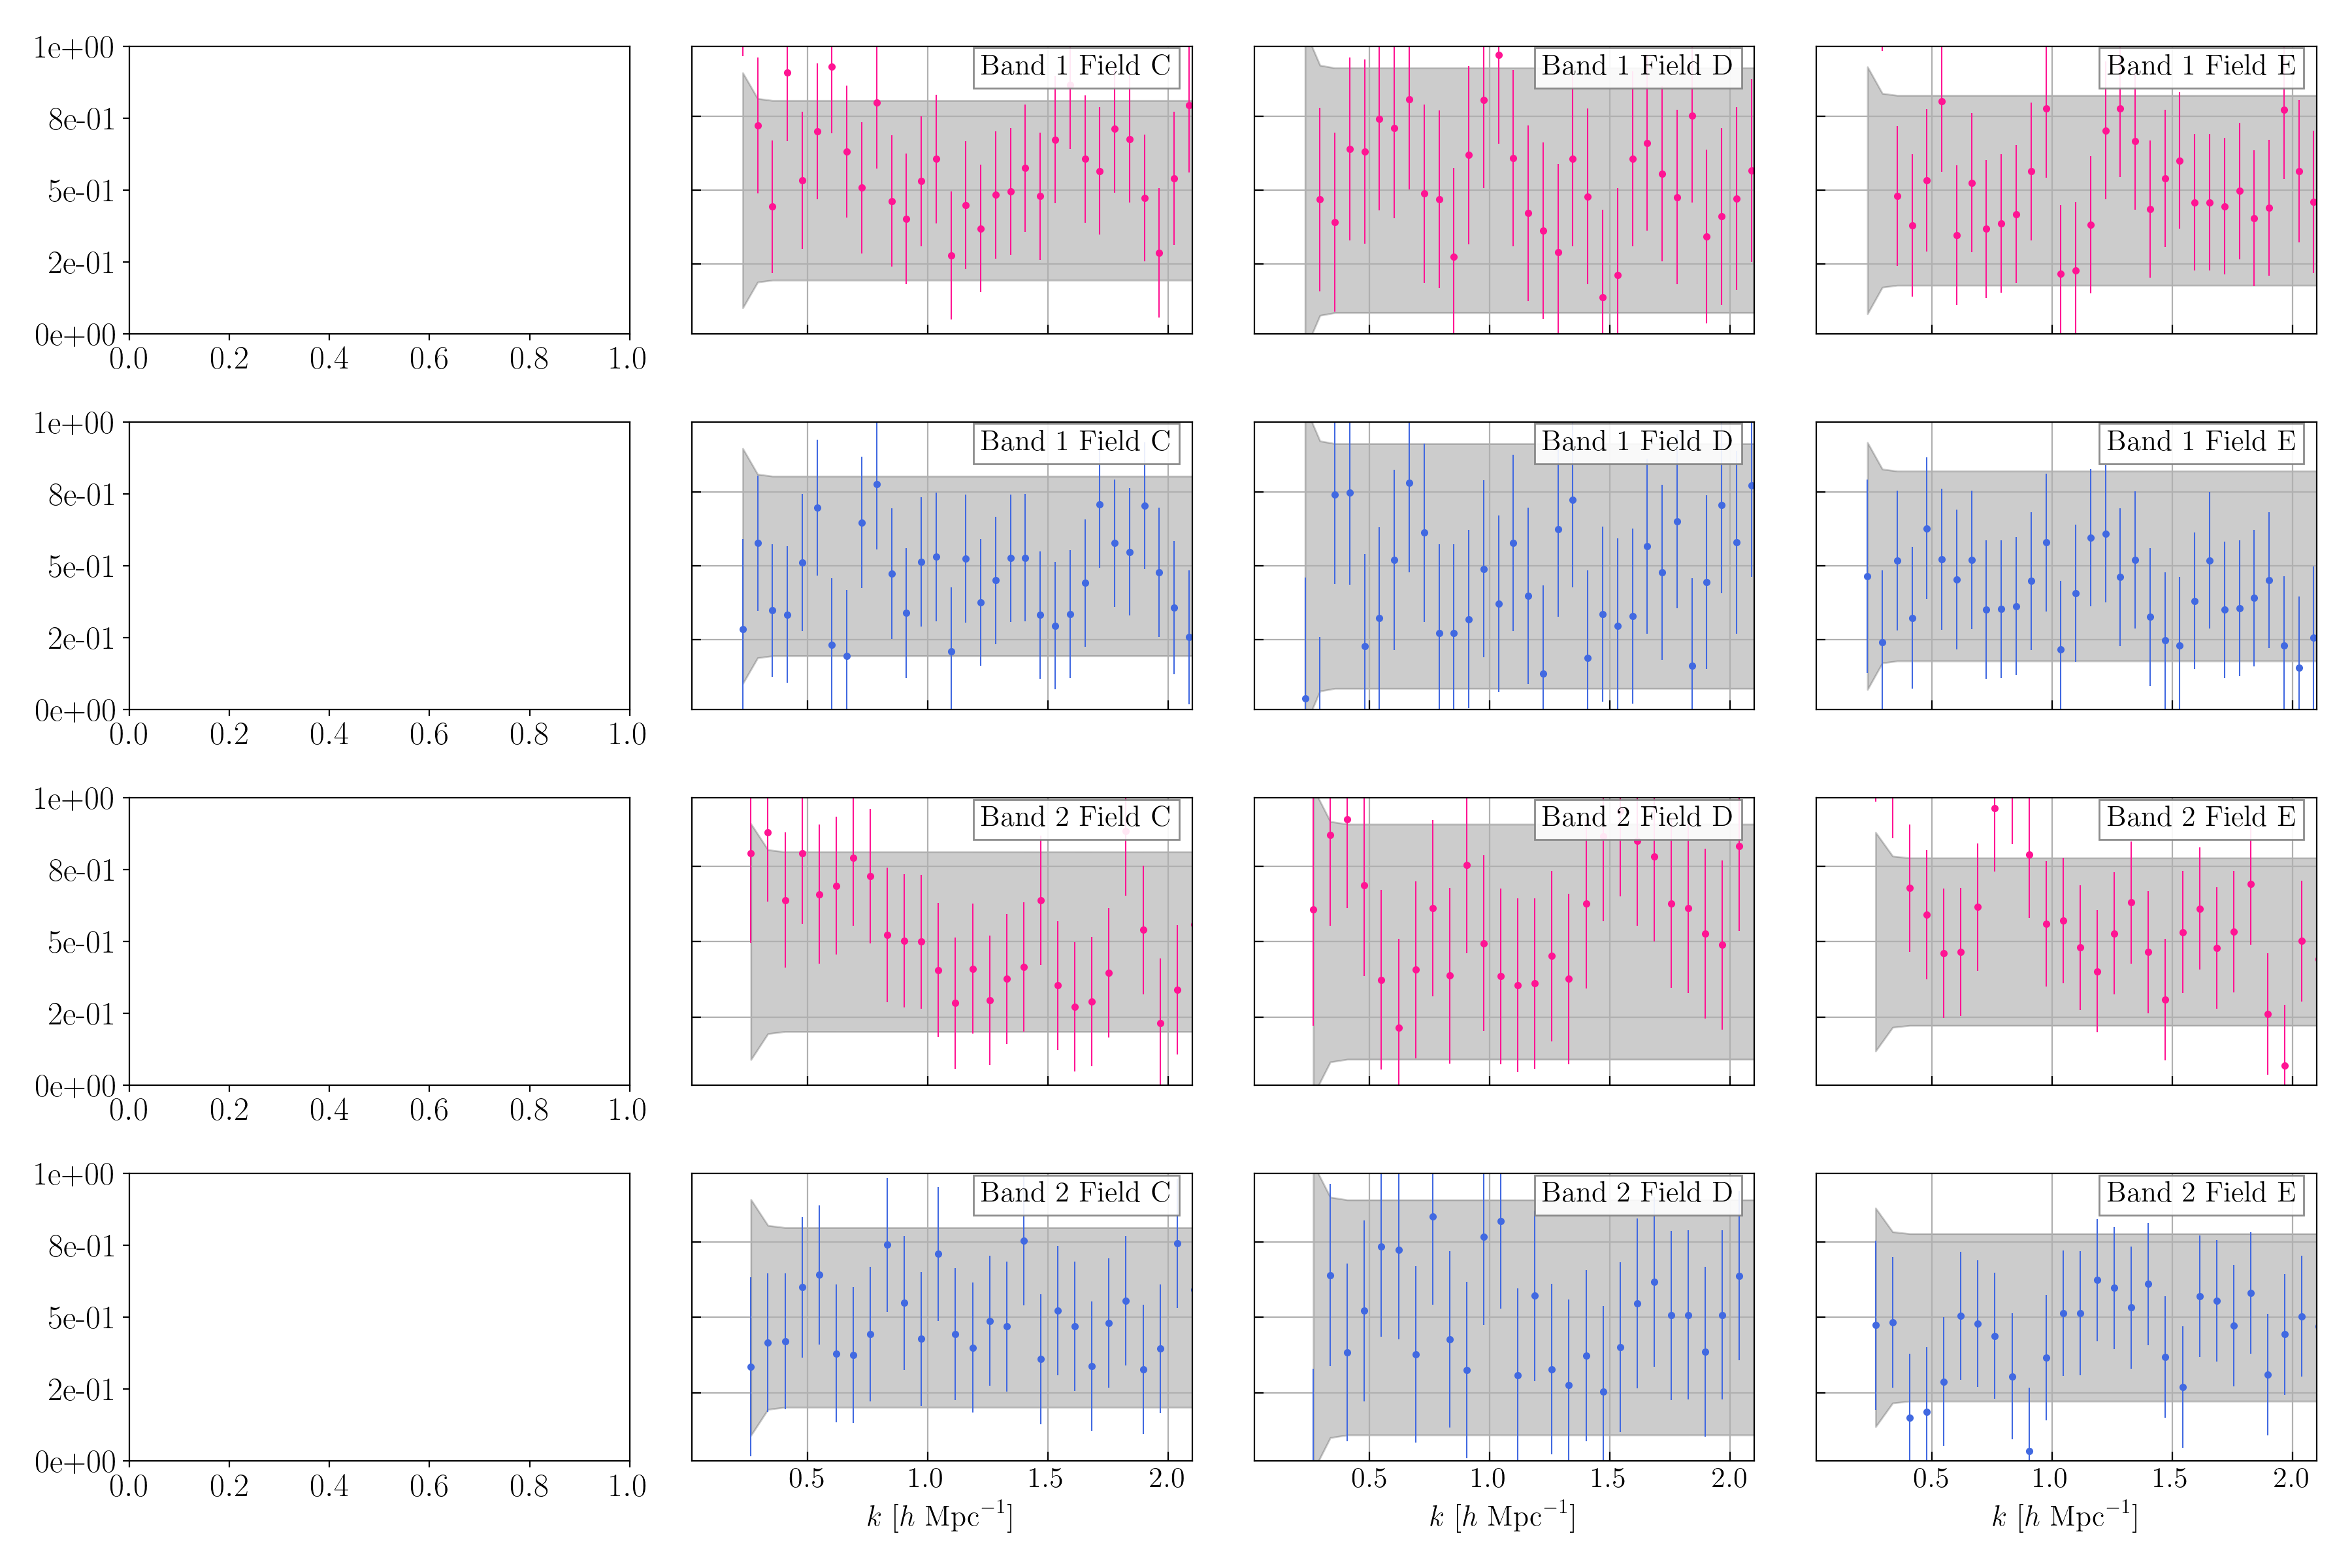 1e+00
8e-01
5e-01
2e-01
0e+00
0.0 0.2 0.4 0.6 0.8 1.0
Band 1 Field C
Band 1 Field D
Band 1 Field E
1e+00
8e-01
5e-01
2e-01
0e+00
0.0 0.2 0.4 0.6 0.8 1.0
Band 1 Field C
Band 1 Field D
Band 1 Field E
1e+00
8e-01
5e-01
2e-01
0e+00
0.0 0.2 0.4 0.6 0.8 1.0
Band 2 Field C
Band 2 Field D
Band 2 Field E
1e+00
8e-01
5e-01
2e-01
0e+00
0.0 0.2 0.4 0.6 0.8 1.0
Band 2 Field C
0.5 1.0 1.5 2.0
k [h Mpc⁻¹]
Band 2 Field D
0.5 1.0 1.5 2.0
k [h Mpc⁻¹]
Band 2 Field E
0.5 1.0 1.5 2.0
k [h Mpc⁻¹]